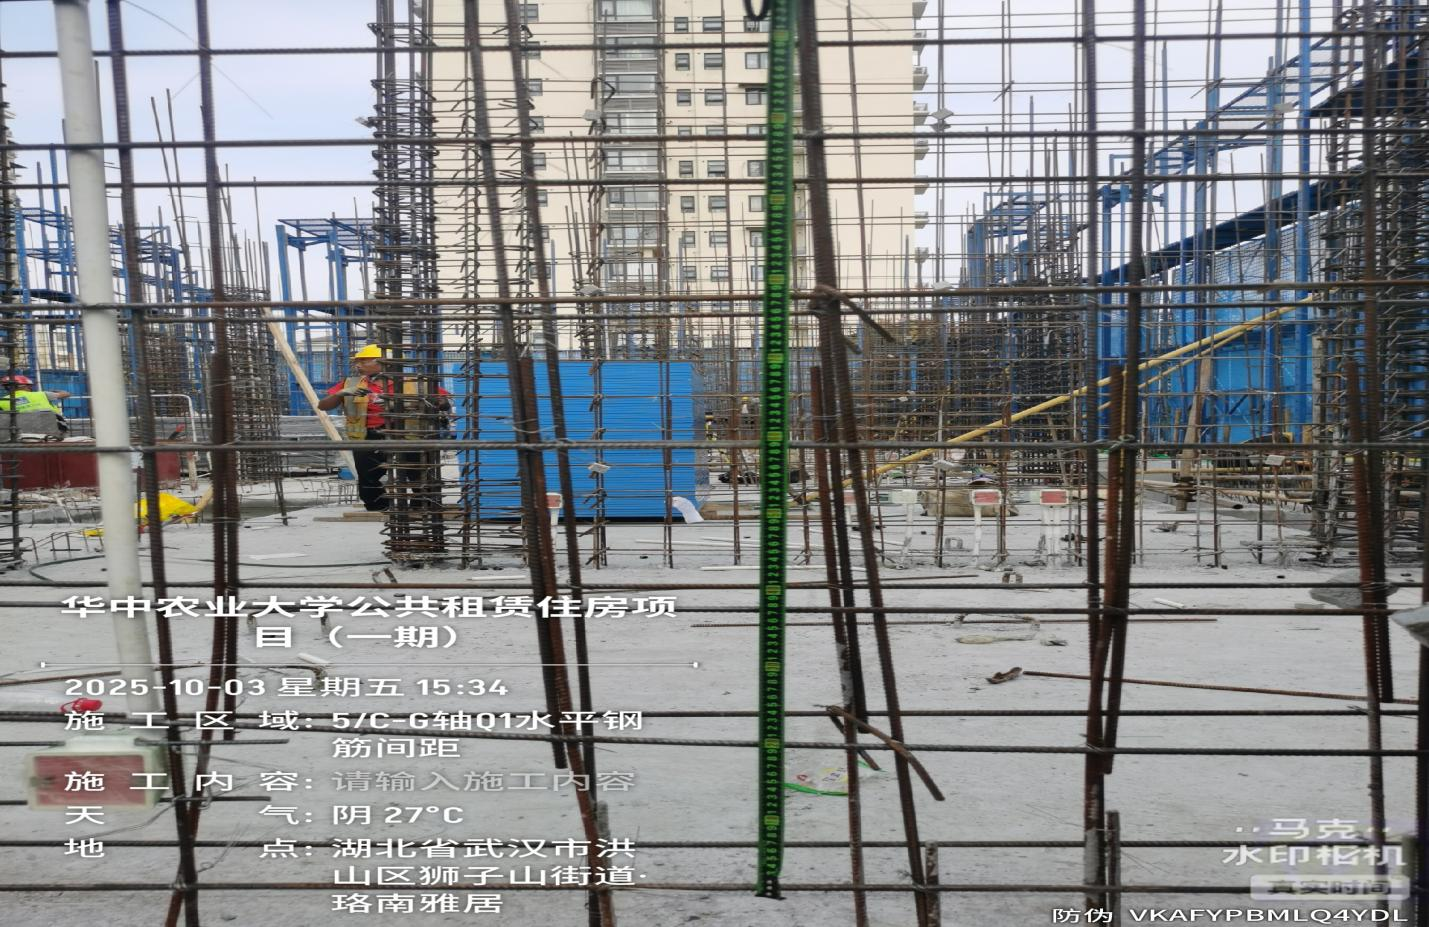 华中农业大学公共租赁住房项
目（一期）
2025-10-03 星期五 15:34
施工区域：5/C-G轴Q1水平钢
筋间距
施工内容：请输入施工内容
天气：阴 27°C
地点：湖北省武汉市洪
山区狮子山街道·
珞南雅居
马克
水印相机
真实时间
防伪 VKAFYPBMLQ4YDL